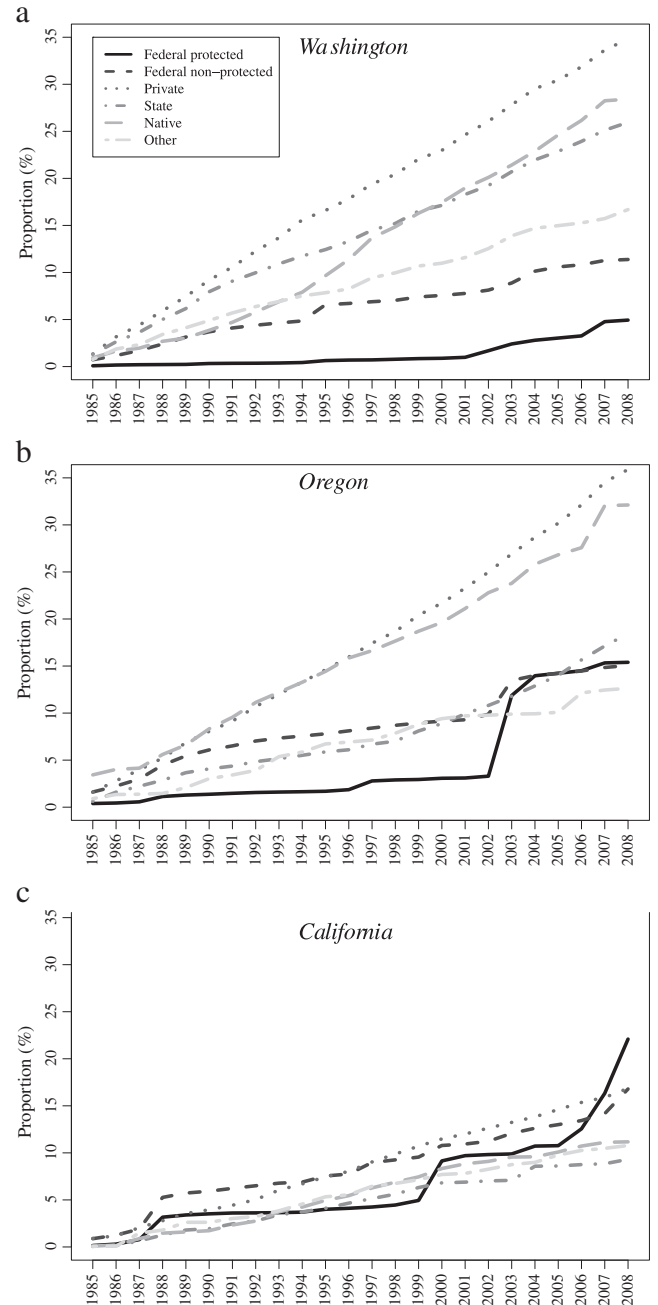 a
Washington
Federal protected
Federal non–protected
Private
State
Native
Other
Proportion (%)
35
30
25
20
15
10
5
0
1985 1986 1987 1988 1989 1990 1991 1992 1993 1994 1995 1996 1997 1998 1999 2000 2001 2002 2003 2004 2005 2006 2007 2008
b
Oregon
Proportion (%)
35
30
25
20
15
10
5
0
1985 1986 1987 1988 1989 1990 1991 1992 1993 1994 1995 1996 1997 1998 1999 2000 2001 2002 2003 2004 2005 2006 2007 2008
c
California
Proportion (%)
35
30
25
20
15
10
5
0
1985 1986 1987 1988 1989 1990 1991 1992 1993 1994 1995 1996 1997 1998 1999 2000 2001 2002 2003 2004 2005 2006 2007 2008